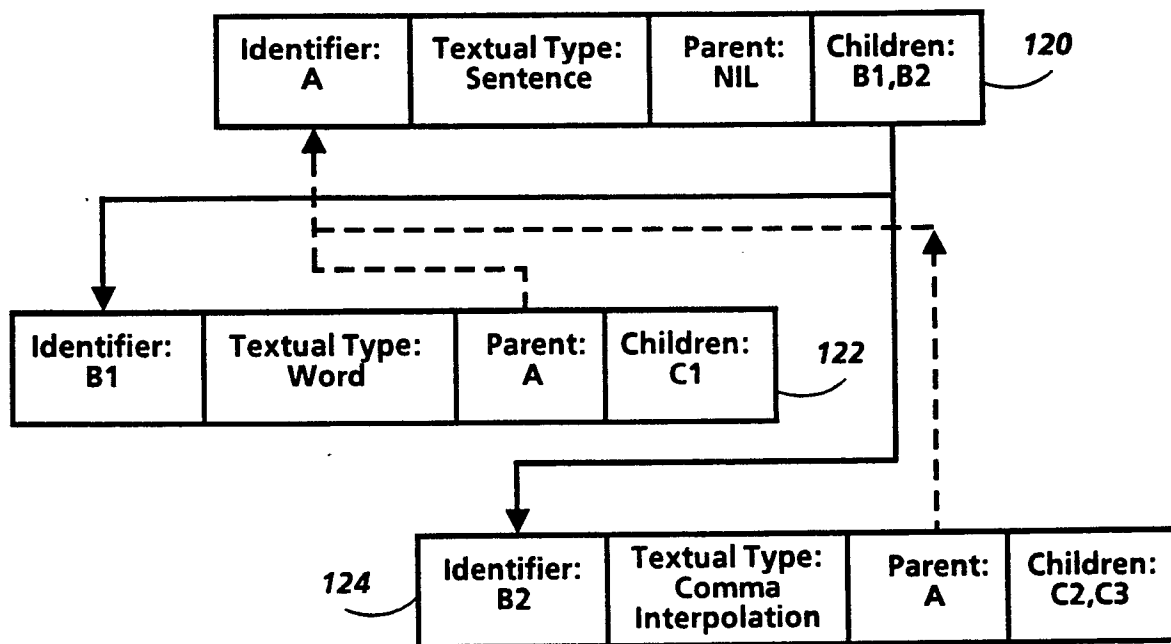 Identifier:
A
Textual Type:
Sentence
Parent:
NIL
Children:
B1,B2
120
Identifier:
B1
Textual Type:
Word
Parent:
A
Children:
C1
122
124
Identifier:
B2
Textual Type:
Comma
Interpolation
Parent:
A
Children:
C2,C3